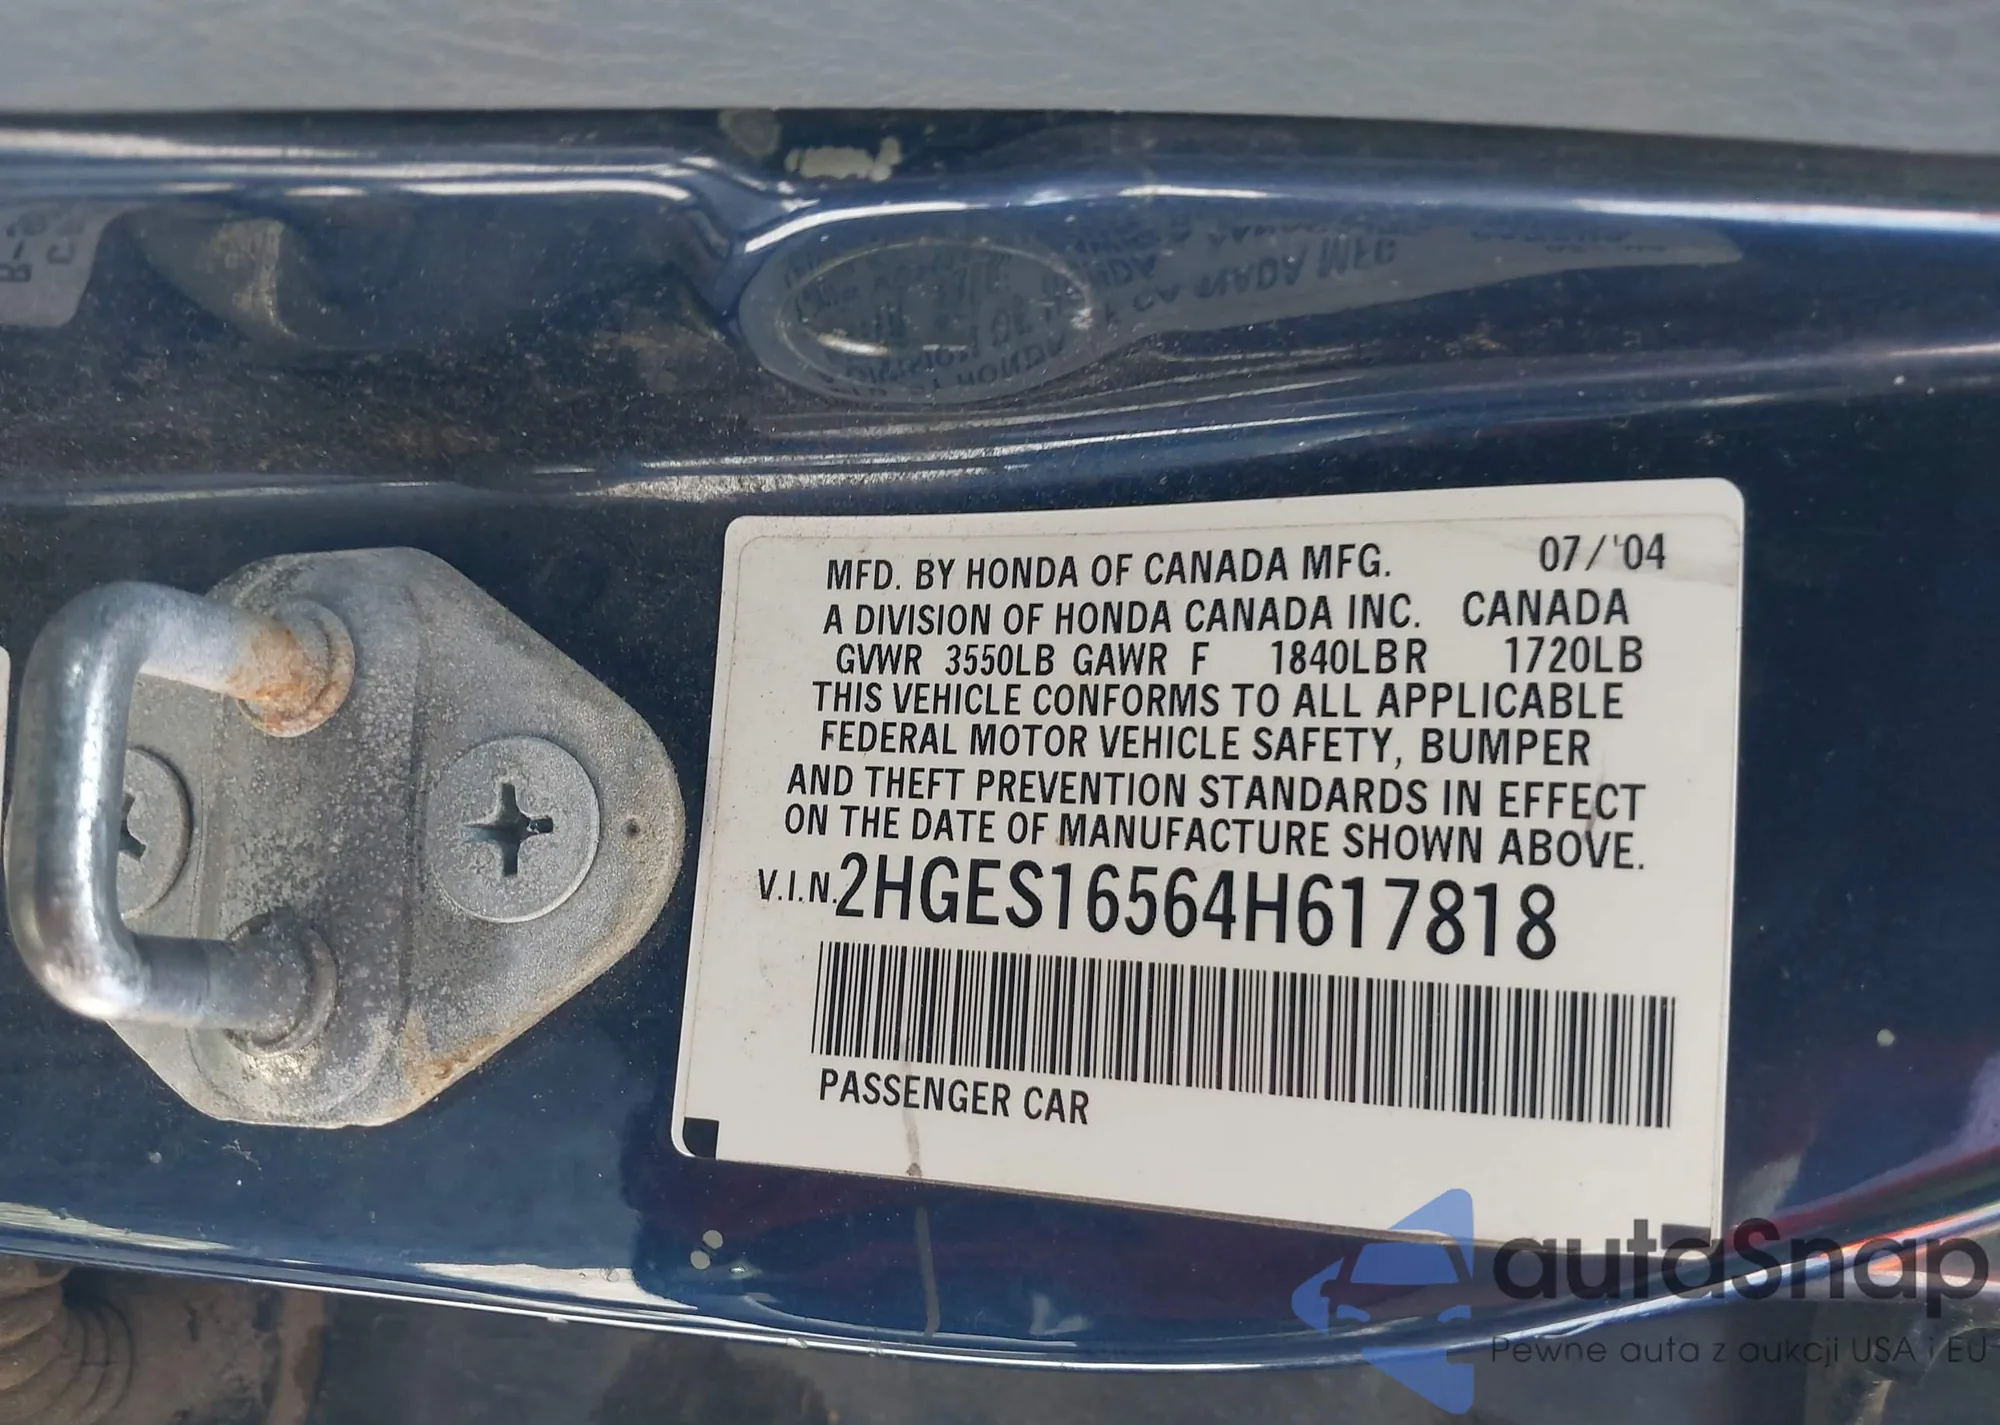 MFD. BY HONDA OF CANADA MFG. 07/'04
A DIVISION OF HONDA CANADA INC. CANADA
GVWR 3550LB GAWR F 1840LB R 1720LB
THIS VEHICLE CONFORMS TO ALL APPLICABLE
FEDERAL MOTOR VEHICLE SAFETY, BUMPER
AND THEFT PREVENTION STANDARDS IN EFFECT
ON THE DATE OF MANUFACTURE SHOWN ABOVE.
V.I.N. 2HGES16564H617818
PASSENGER CAR
autaSnap
Pewne auta z aukcji USA i EU